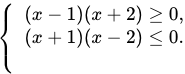 (x − 1)(x + 2) ≥ 0,
(x + 1)(x − 2) ≤ 0.